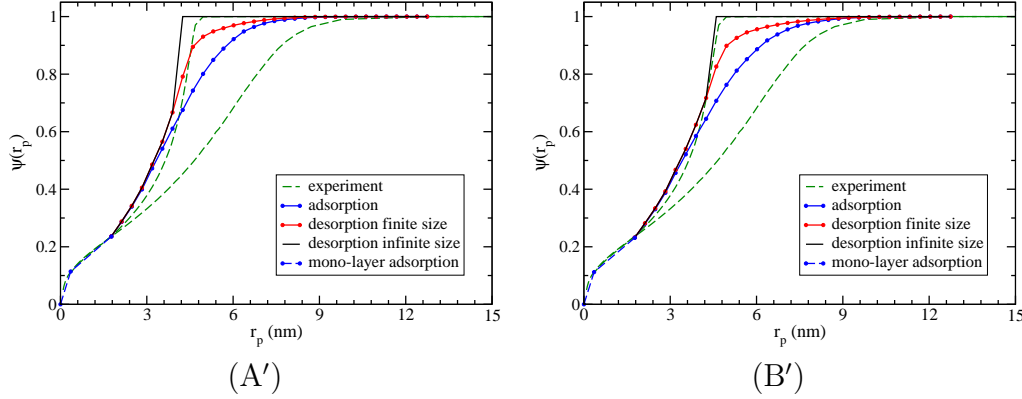 1
0.8
0.6
0.4
0.2
0
ψ(r_p)
experiment
adsorption
desorption finite size
desorption infinite size
mono-layer adsorption
0 3 6 9 12 15
r_p (nm)
(A′)
1
0.8
0.6
0.4
0.2
0
ψ(r_p)
experiment
adsorption
desorption finite size
desorption infinite size
mono-layer adsorption
0 3 6 9 12 15
r_p (nm)
(B′)